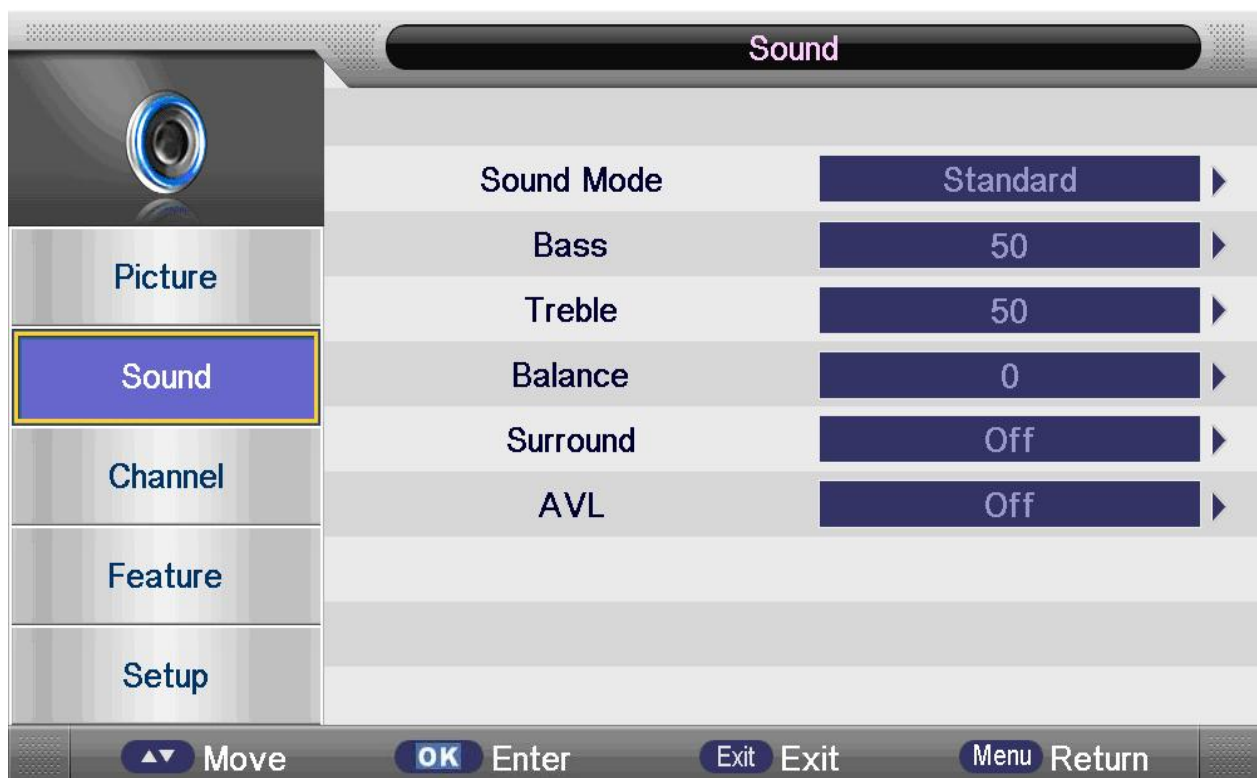 Sound
Picture
Sound
Channel
Feature
Setup
Sound Mode Standard
Bass 50
Treble 50
Balance 0
Surround Off
AVL Off
▲▼ Move OK Enter Exit Exit Menu Return